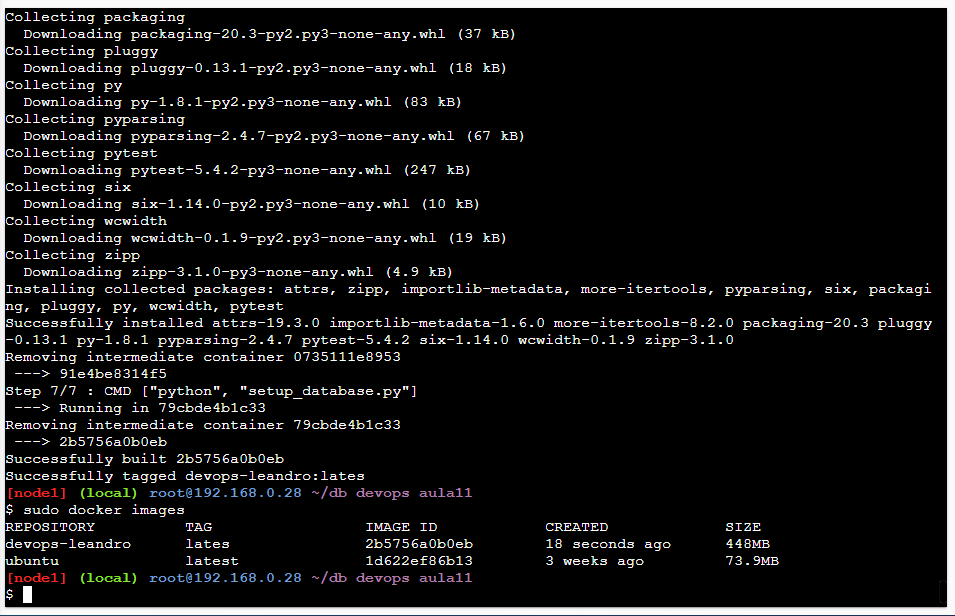 Collecting packaging
  Downloading packaging-20.3-py2.py3-none-any.whl (37 kB)
Collecting pluggy
  Downloading pluggy-0.13.1-py2.py3-none-any.whl (18 kB)
Collecting py
  Downloading py-1.8.1-py2.py3-none-any.whl (83 kB)
Collecting pyparsing
  Downloading pyparsing-2.4.7-py2.py3-none-any.whl (67 kB)
Collecting pytest
  Downloading pytest-5.4.2-py3-none-any.whl (247 kB)
Collecting six
  Downloading six-1.14.0-py2.py3-none-any.whl (10 kB)
Collecting wcwidth
  Downloading wcwidth-0.1.9-py2.py3-none-any.whl (19 kB)
Collecting zipp
  Downloading zipp-3.1.0-py3-none-any.whl (4.9 kB)
Installing collected packages: attrs, zipp, importlib-metadata, more-itertools, pyparsing, six, packagi
ng, pluggy, py, wcwidth, pytest
Successfully installed attrs-19.3.0 importlib-metadata-1.6.0 more-itertools-8.2.0 packaging-20.3 pluggy
-0.13.1 py-1.8.1 pyparsing-2.4.7 pytest-5.4.2 six-1.14.0 wcwidth-0.1.9 zipp-3.1.0
Removing intermediate container 0735111e8953
 ---> 91e4be8314f5
Step 7/7 : CMD ["python", "setup_database.py"]
 ---> Running in 79cbde4b1c33
Removing intermediate container 79cbde4b1c33
 ---> 2b5756a0b0eb
Successfully built 2b5756a0b0eb
Successfully tagged devops-leandro:lates
[node1] (local) root@192.168.0.28 ~/db devops aula11
$ sudo docker images
REPOSITORY          TAG                 IMAGE ID            CREATED             SIZE
devops-leandro      lates               2b5756a0b0eb        18 seconds ago      448MB
ubuntu              latest              1d622ef86b13        3 weeks ago         73.9MB
[node1] (local) root@192.168.0.28 ~/db devops aula11
$